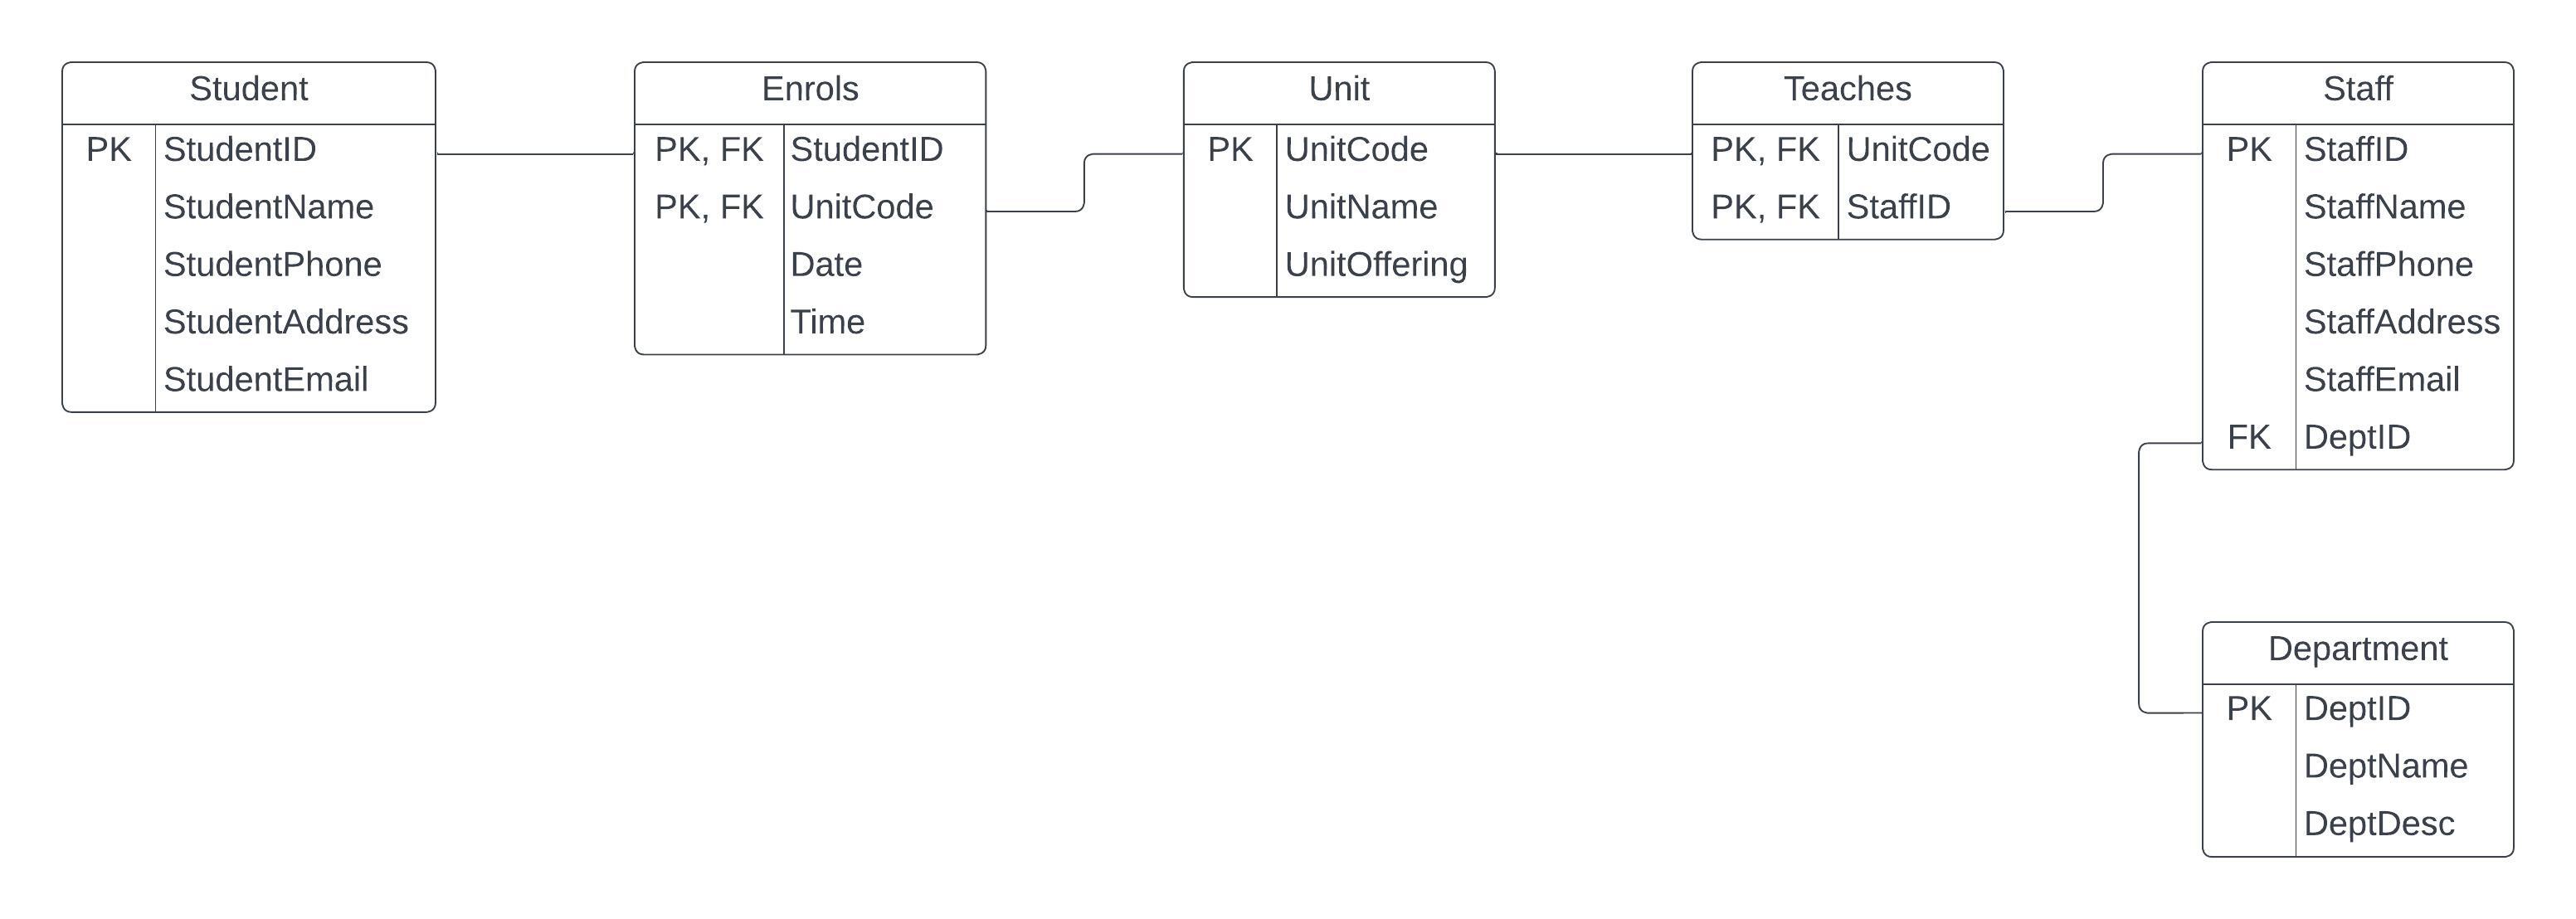 Student
PK StudentID
StudentName
StudentPhone
StudentAddress
StudentEmail
Enrols
PK, FK StudentID
PK, FK UnitCode
Date
Time
Unit
PK UnitCode
UnitName
UnitOffering
Teaches
PK, FK UnitCode
PK, FK StaffID
Staff
PK StaffID
StaffName
StaffPhone
StaffAddress
StaffEmail
FK DeptID
Department
PK DeptID
DeptName
DeptDesc